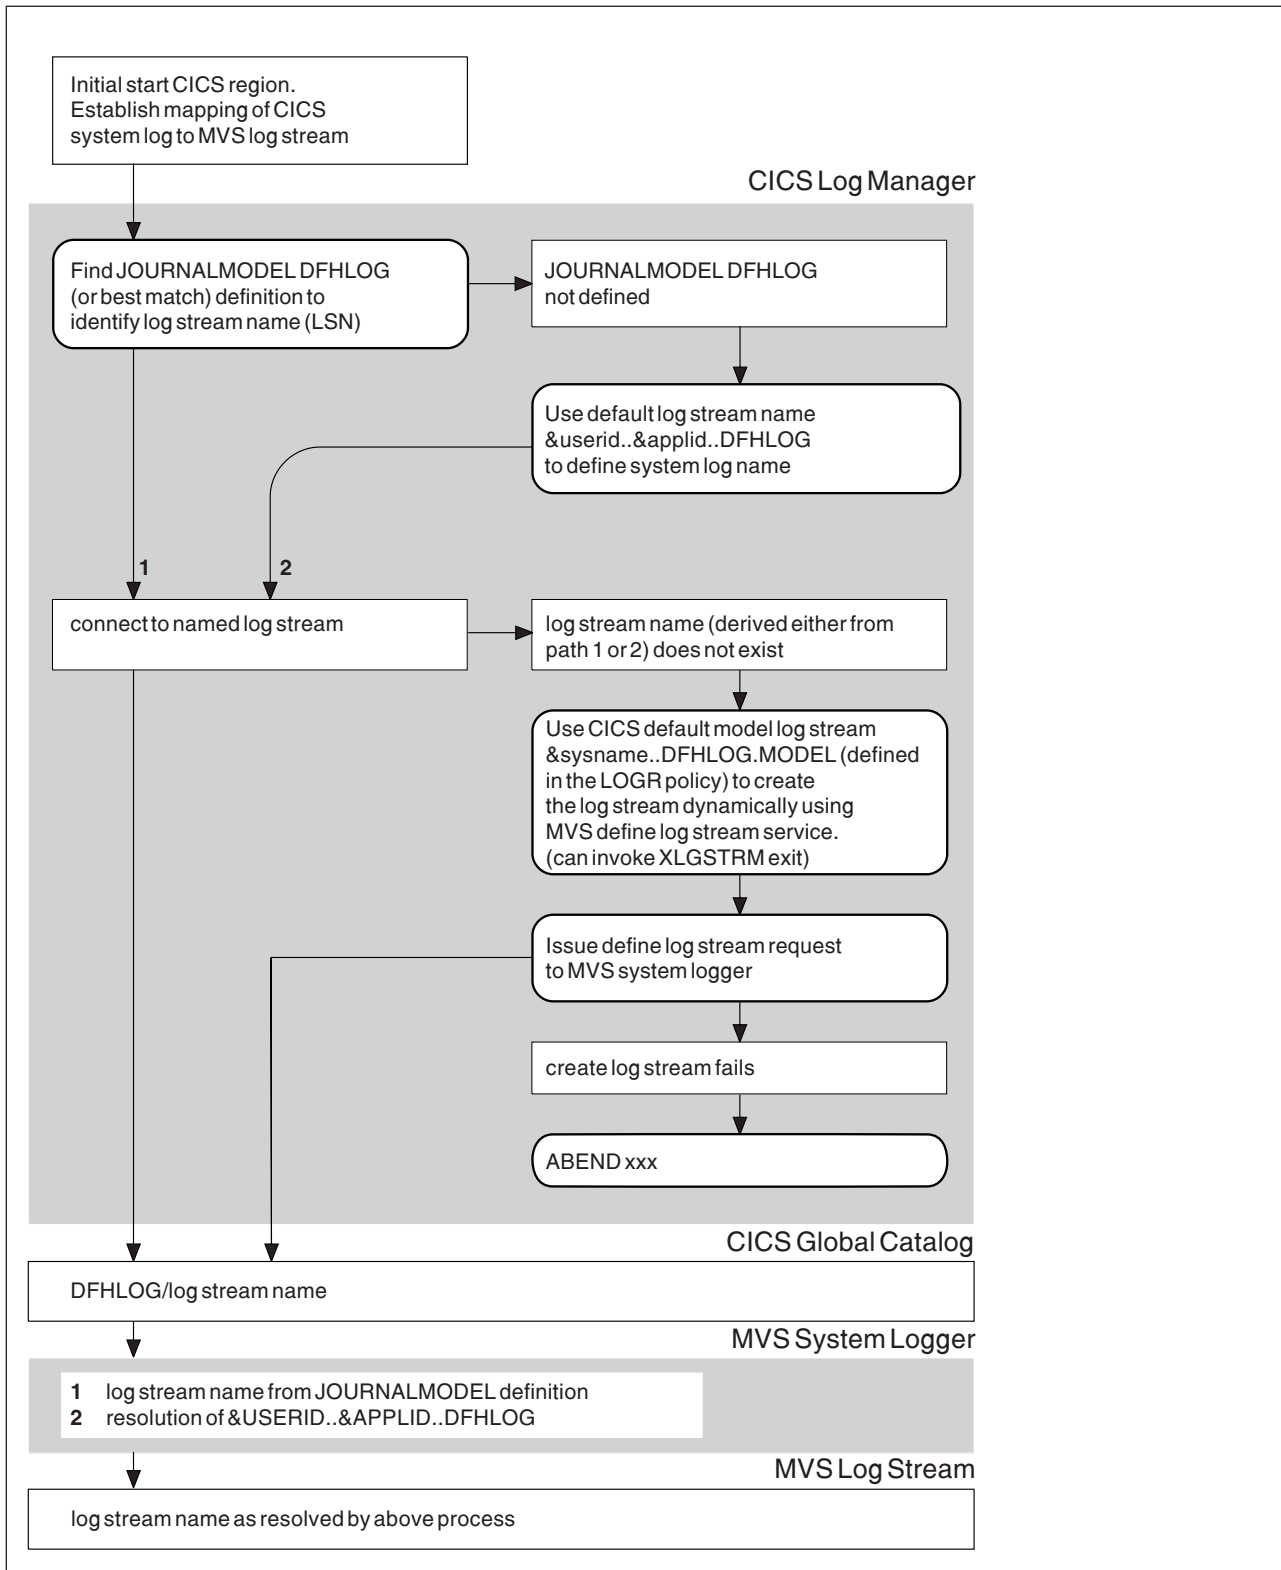 Initial start CICS region.
Establish mapping of CICS
system log to MVS log stream
CICS Log Manager
Find JOURNALMODEL DFHLOG
(or best match) definition to
identify log stream name (LSN)
JOURNALMODEL DFHLOG
not defined
Use default log stream name
&userid..&applid..DFHLOG
to define system log name
1
2
connect to named log stream
log stream name (derived either from
path 1 or 2) does not exist
Use CICS default model log stream
&sysname..DFHLOG.MODEL (defined
in the LOGR policy) to create
the log stream dynamically using
MVS define log stream service.
(can invoke XLGSTRM exit)
Issue define log stream request
to MVS system logger
create log stream fails
ABEND xxx
CICS Global Catalog
DFHLOG/log stream name
MVS System Logger
1 log stream name from JOURNALMODEL definition
2 resolution of &USERID..&APPLID..DFHLOG
MVS Log Stream
log stream name as resolved by above process